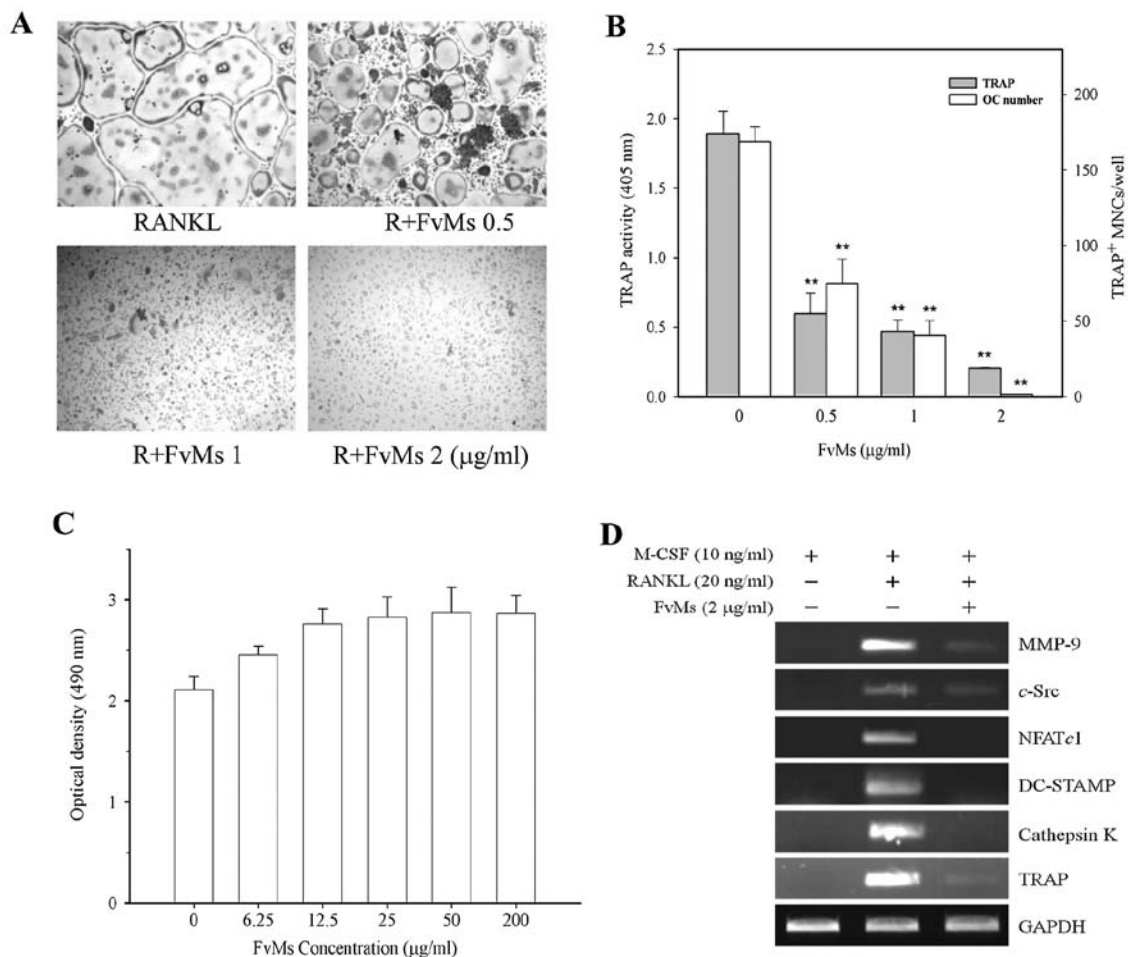 A
RANKL
R+FvMs 0.5
R+FvMs 1
R+FvMs 2 (μg/ml)
B
TRAP activity (405 nm)
2.5
2.0
1.5
1.0
0.5
0.0
TRAP
OC number
**
**
**
**
**
**
200
150
100
50
0
TRAP+ MNCs/well
0
0.5
1
2
FvMs (μg/ml)
C
Optical density (490 nm)
3
2
1
0
0
6.25
12.5
25
50
200
FvMs Concentration (μg/ml)
D
M-CSF (10 ng/ml) + + +
RANKL (20 ng/ml) − + +
FvMs (2 μg/ml) − − +
MMP-9
c-Src
NFATc1
DC-STAMP
Cathepsin K
TRAP
GAPDH